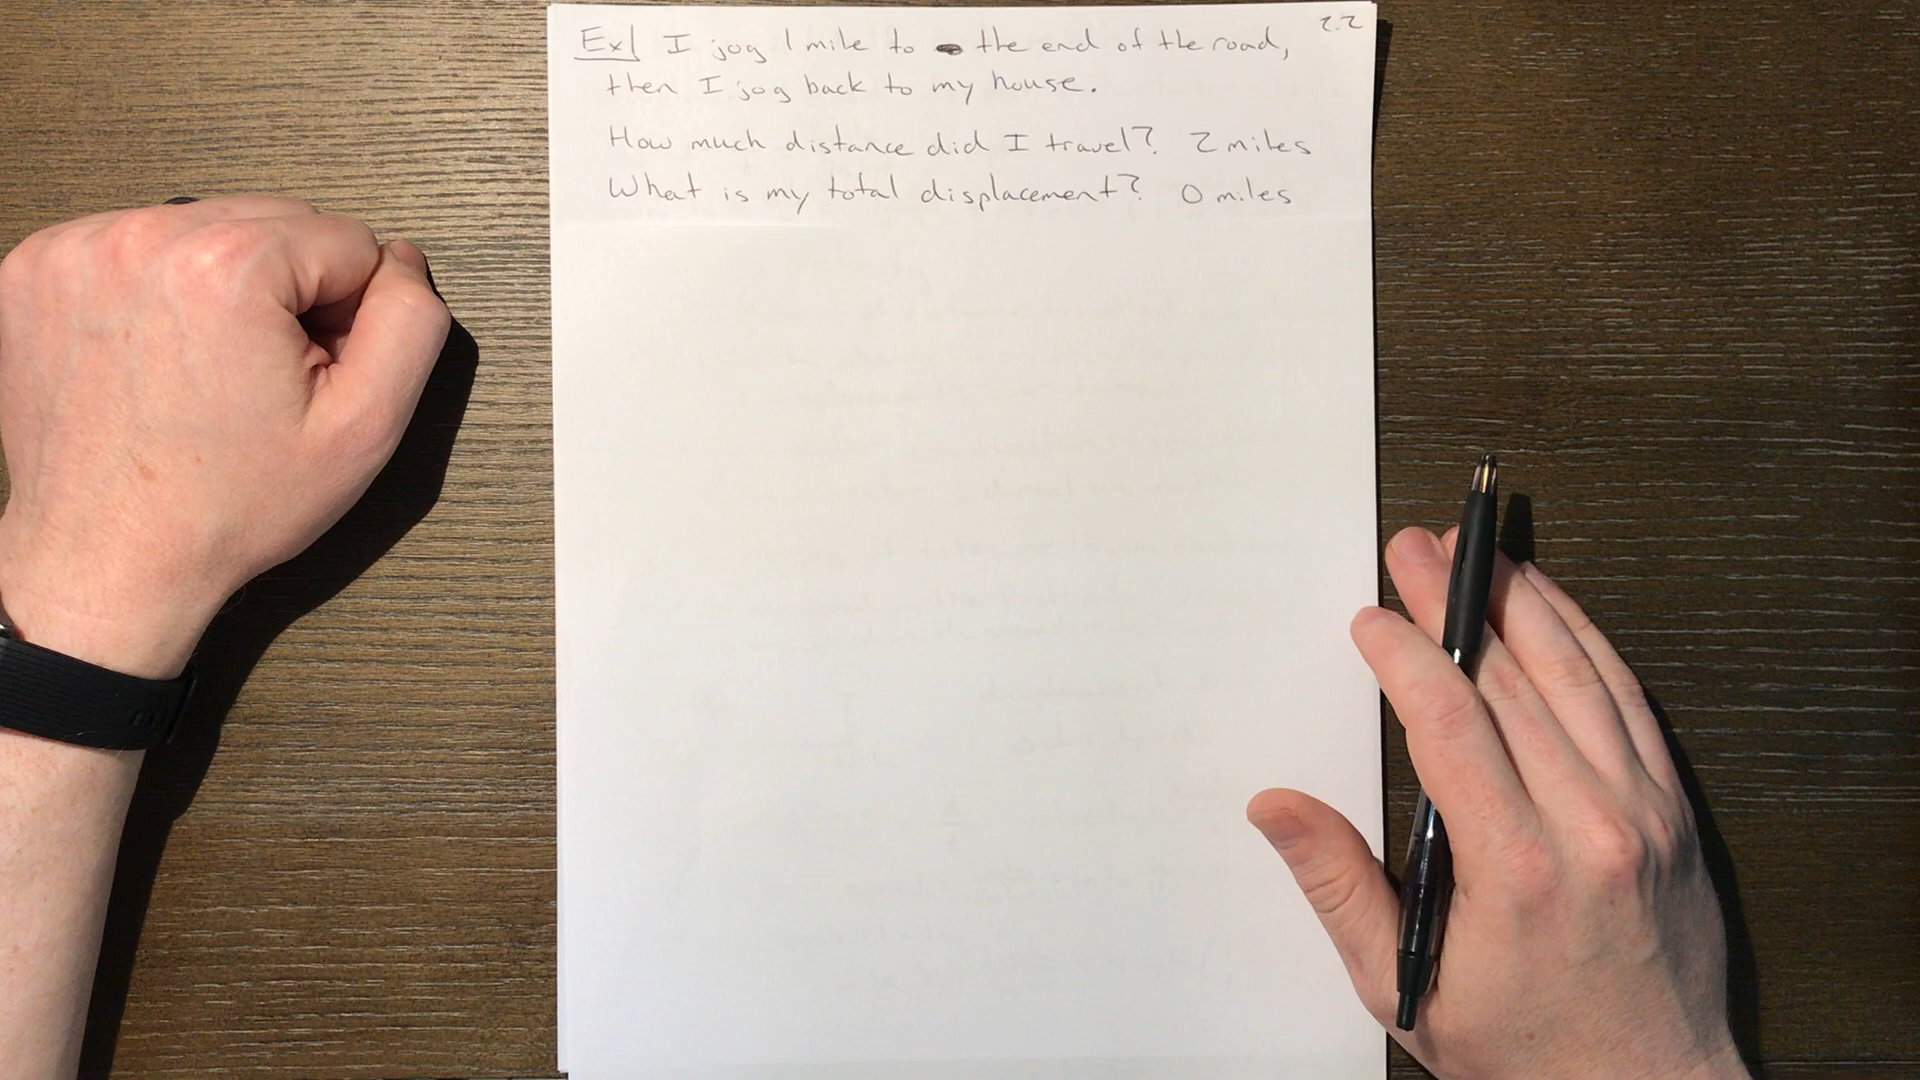 2.2
Ex| I jog 1 mile to the end of the road,
then I jog back to my house.
How much distance did I travel? 2 miles
What is my total displacement? 0 miles